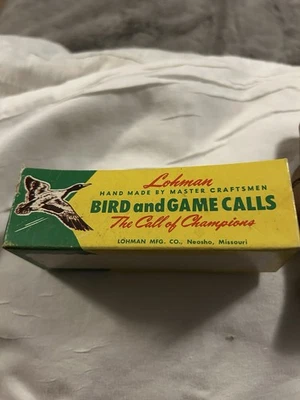 Lohman
HAND MADE BY MASTER CRAFTSMEN
BIRD and GAME CALLS
The Call of Champions
LOHMAN MFG. CO., Neosho, Missouri